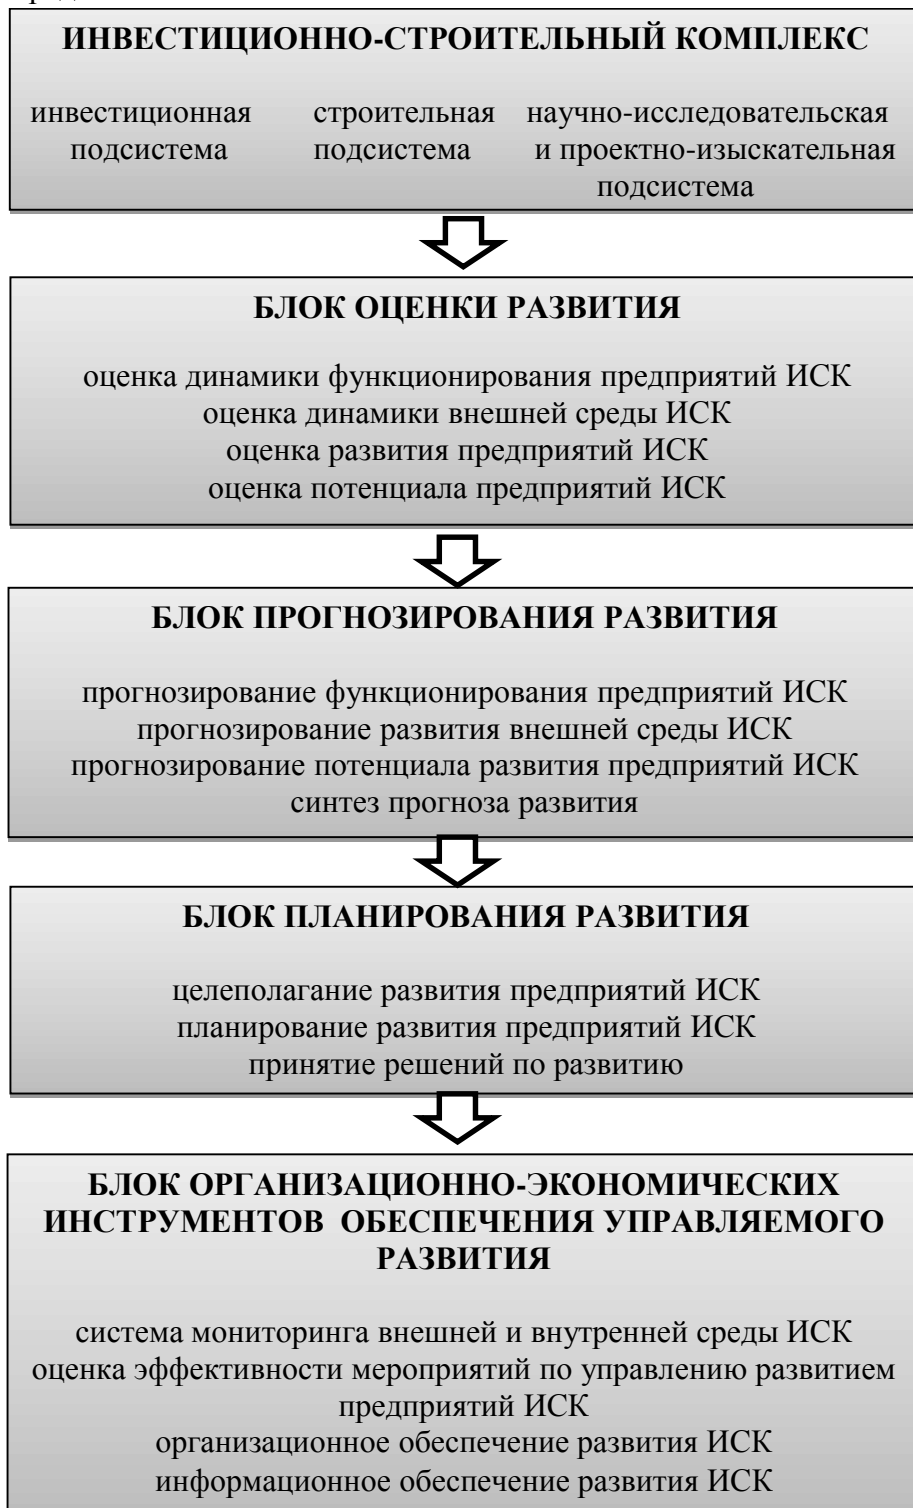 ИНВЕСТИЦИОННО-СТРОИТЕЛЬНЫЙ КОМПЛЕКС
инвестиционная строительная научно-исследовательская
подсистема подсистема и проектно-изыскательная
подсистема
БЛОК ОЦЕНКИ РАЗВИТИЯ
оценка динамики функционирования предприятий ИСК
оценка динамики внешней среды ИСК
оценка развития предприятий ИСК
оценка потенциала предприятий ИСК
БЛОК ПРОГНОЗИРОВАНИЯ РАЗВИТИЯ
прогнозирование функционирования предприятий ИСК
прогнозирование развития внешней среды ИСК
прогнозирование потенциала развития предприятий ИСК
синтез прогноза развития
БЛОК ПЛАНИРОВАНИЯ РАЗВИТИЯ
целеполагание развития предприятий ИСК
планирование развития предприятий ИСК
принятие решений по развитию
БЛОК ОРГАНИЗАЦИОННО-ЭКОНОМИЧЕСКИХ
ИНСТРУМЕНТОВ ОБЕСПЕЧЕНИЯ УПРАВЛЯЕМОГО
РАЗВИТИЯ
система мониторинга внешней и внутренней среды ИСК
оценка эффективности мероприятий по управлению развитием
предприятий ИСК
организационное обеспечение развития ИСК
информационное обеспечение развития ИСК